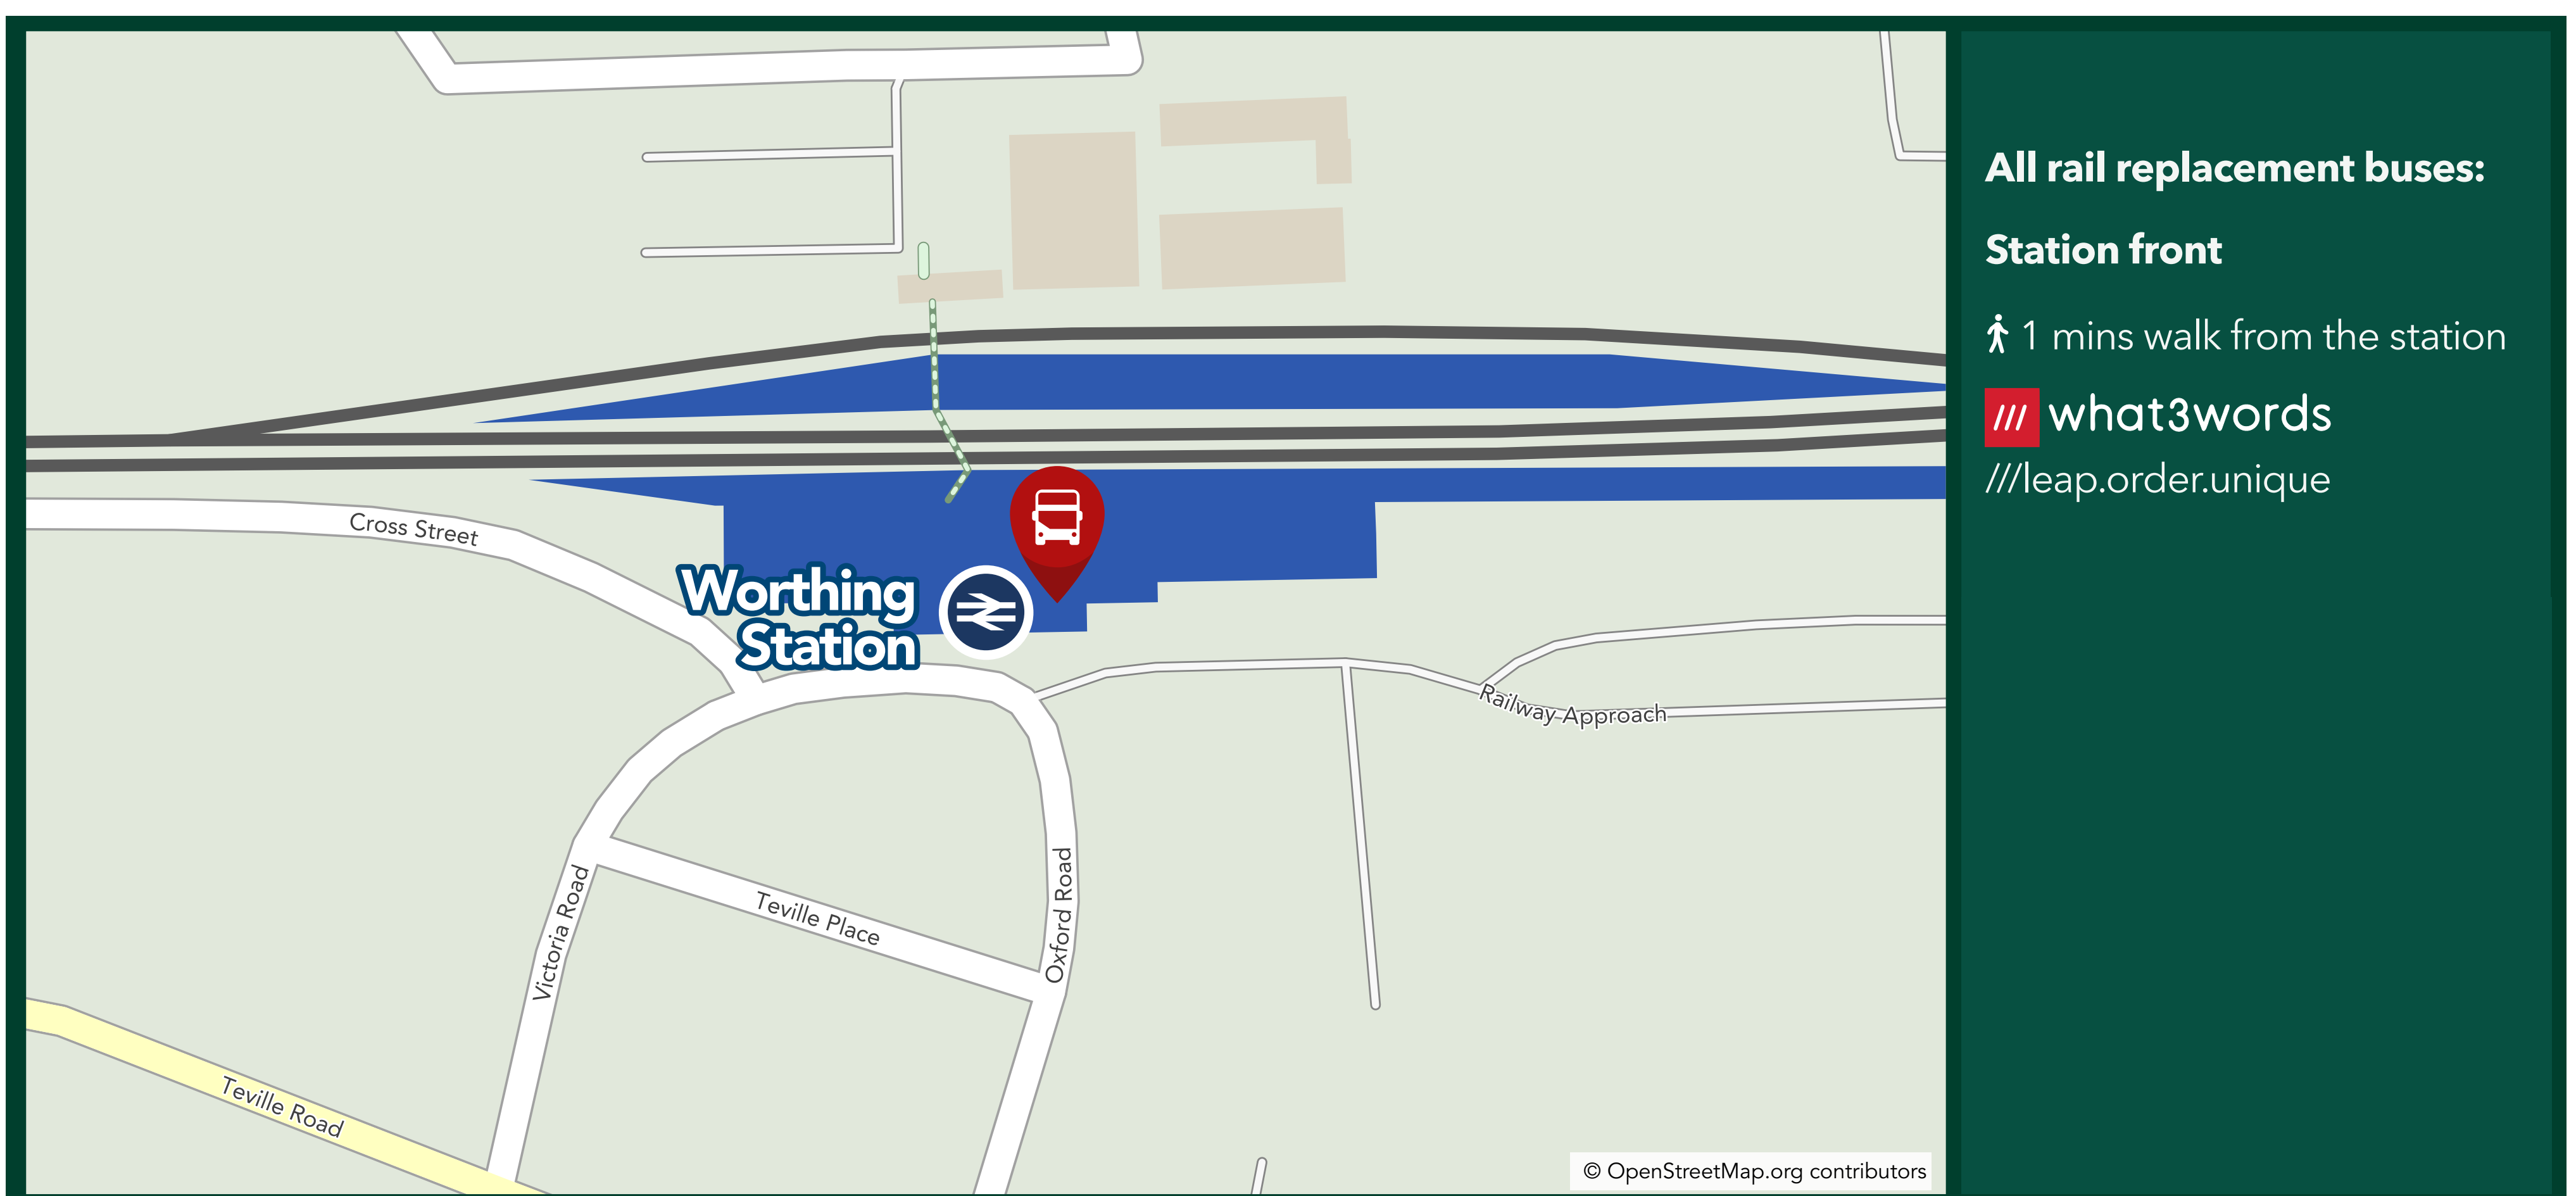 Cross Street
Worthing
Station
Railway Approach
Victoria Road
Teville Place
Oxford Road
Teville Road
© OpenStreetMap.org contributors
All rail replacement buses:
Station front
1 mins walk from the station
/// what3words
///leap.order.unique